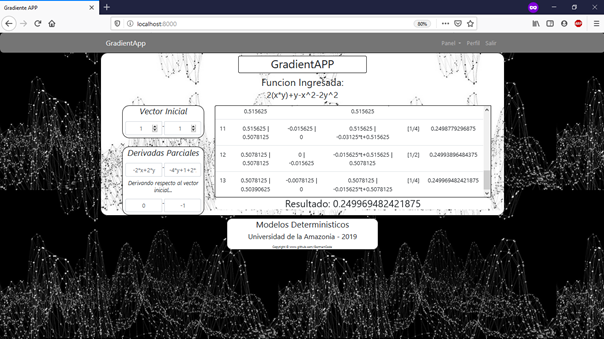 Gradiente APP
localhost:8000
80%
GradientApp
Panel
Perfil
Salir
GradientAPP
Funcion Ingresada:
2(x*y)+y-x^2-2y^2
Vector Inicial
1 1
Derivadas Parciales
-2*x+2*y -4*y+1+2*
Derivando respecto al vector
inicial...
0 -1
0.515625 0.515625
11 0.515625 | 0.5078125 -0.015625 | 0 0.515625 | -0.03125*t+0.515625 [1/4] 0.2498779296875
12 0.5078125 | 0.5078125 0 | -0.015625 -0.015625*t+0.515625 | 0.5078125 [1/2] 0.24993896484375
13 0.5078125 | 0.50390625 -0.0078125 | 0 0.5078125 | -0.015625*t+0.5078125 [1/4] 0.249969482421875
Resultado: 0.249969482421875
Modelos Deterministicos
Universidad de la Amazonia - 2019